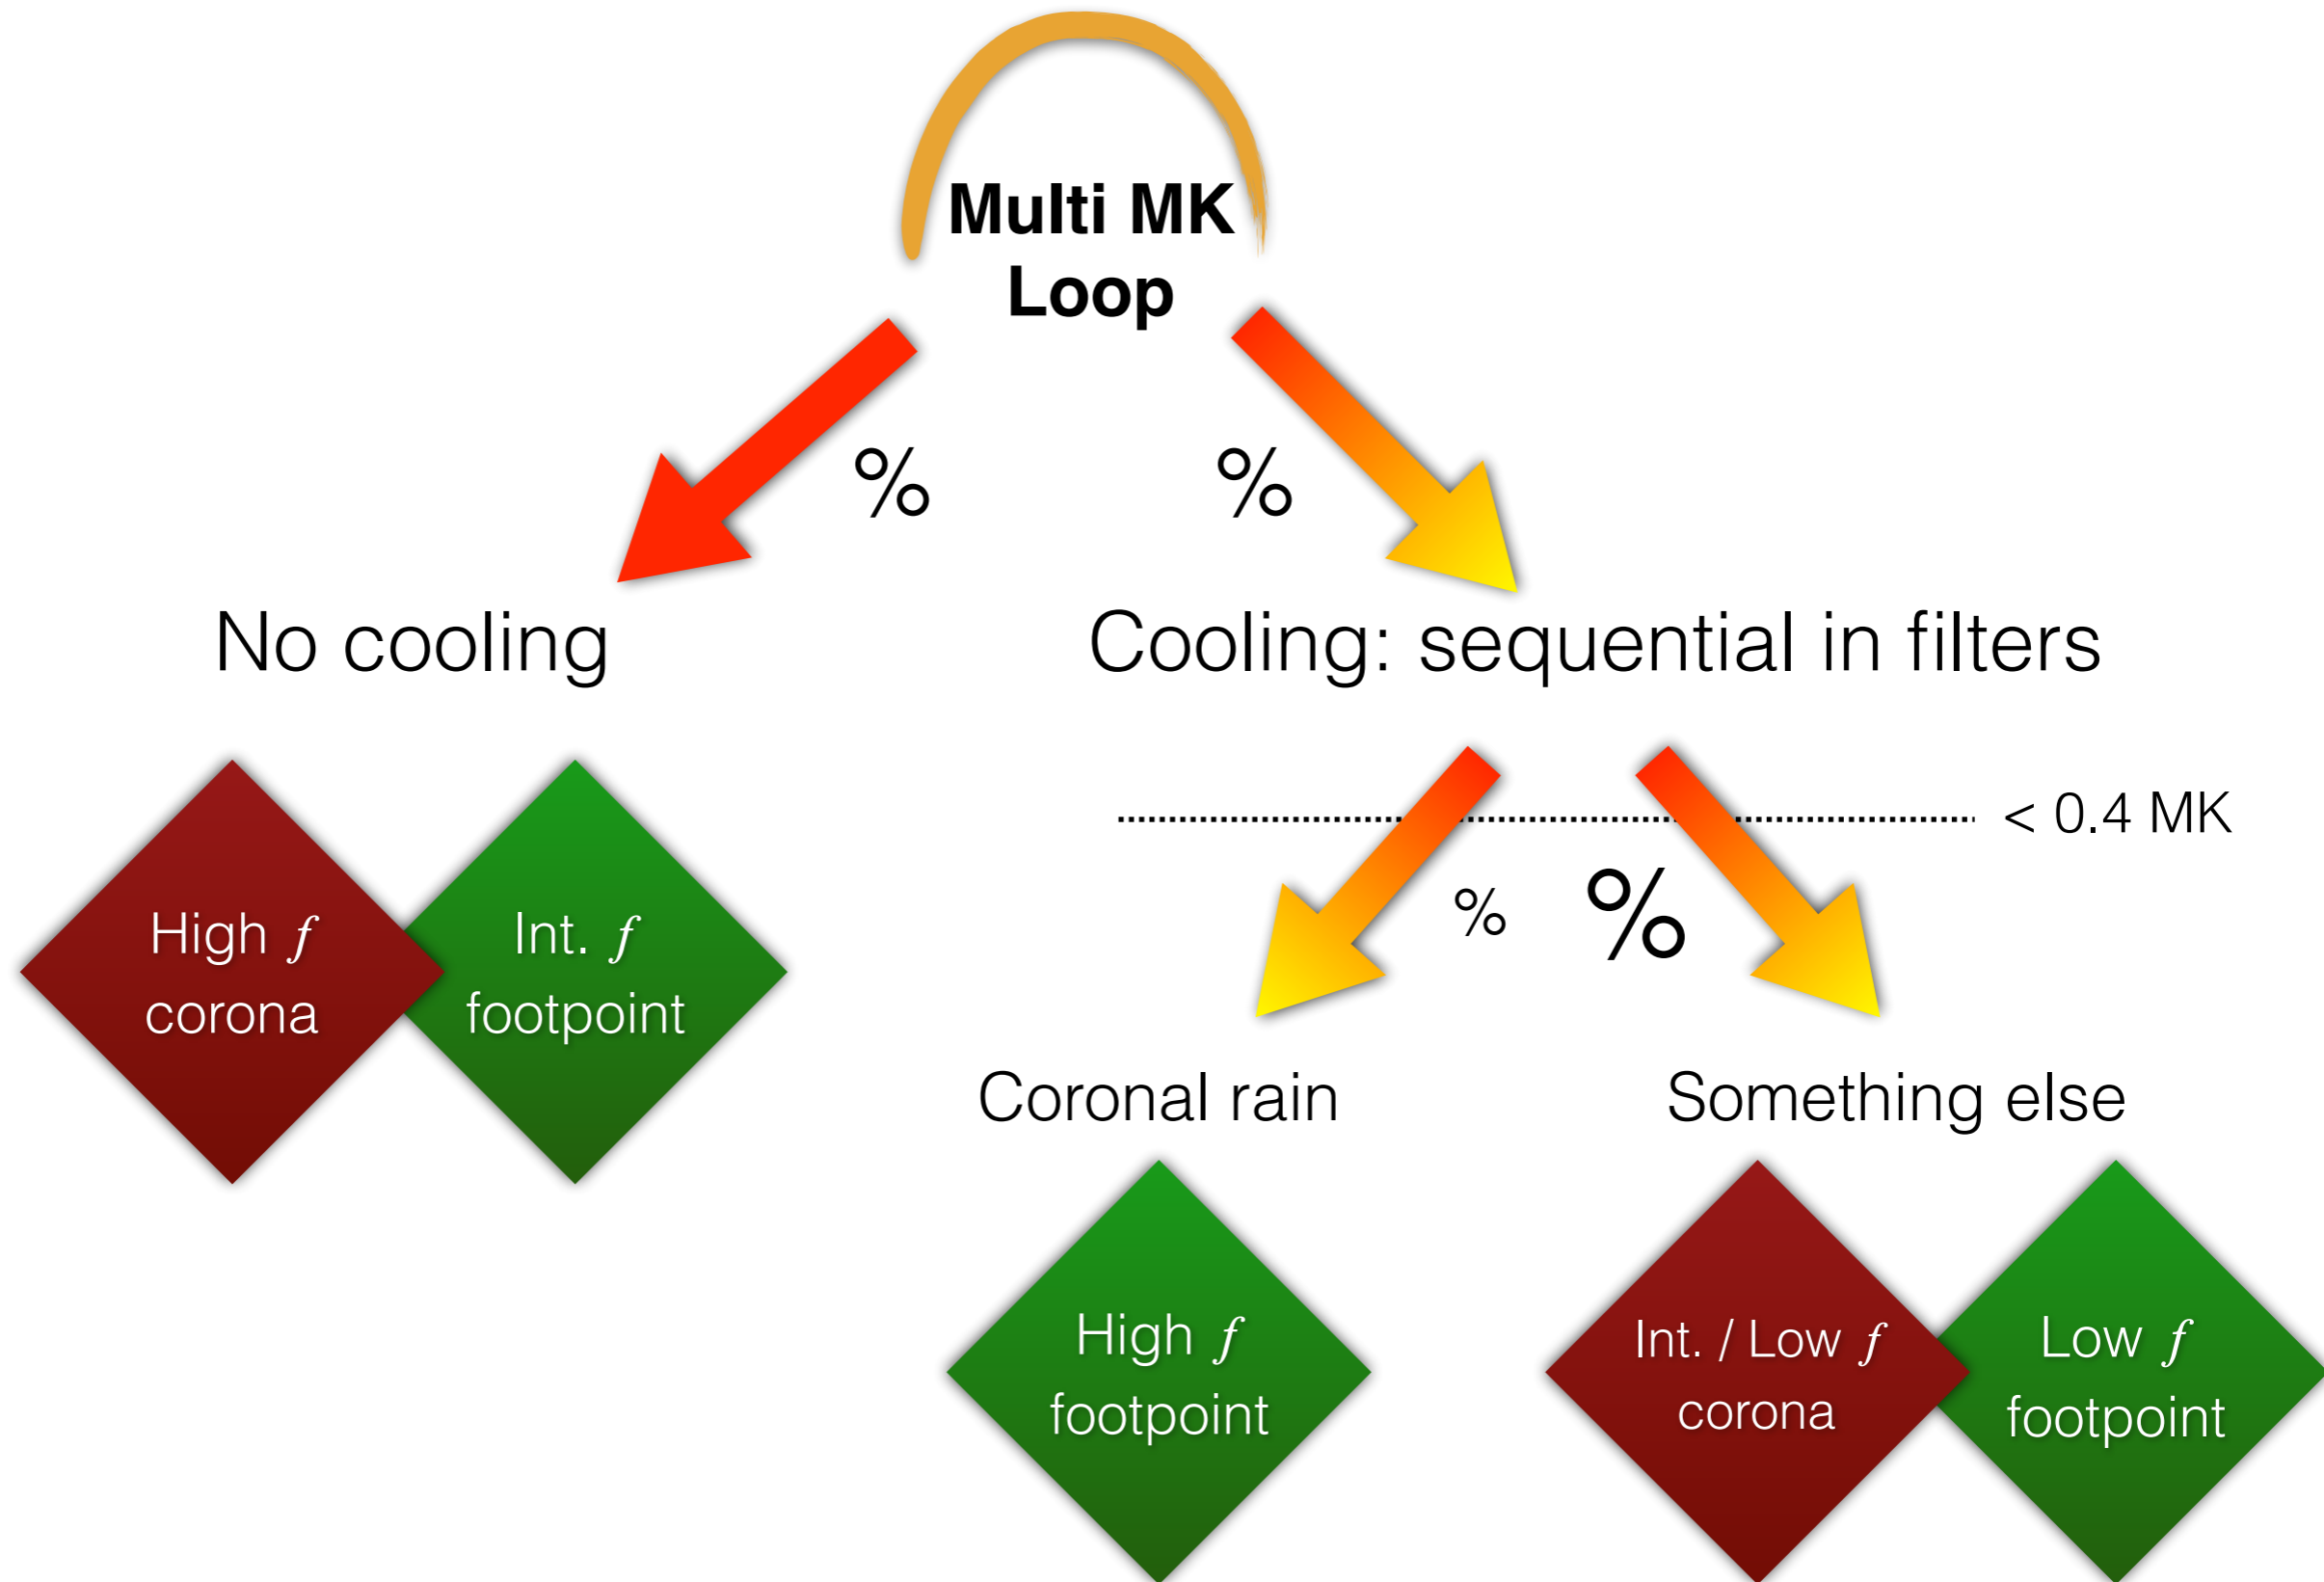 Multi MK
Loop
%
%
No cooling
Cooling: sequential in filters
< 0.4 MK
%
%
High f
corona
Int. f
footpoint
Coronal rain
Something else
High f
footpoint
Int. / Low f
corona
Low f
footpoint